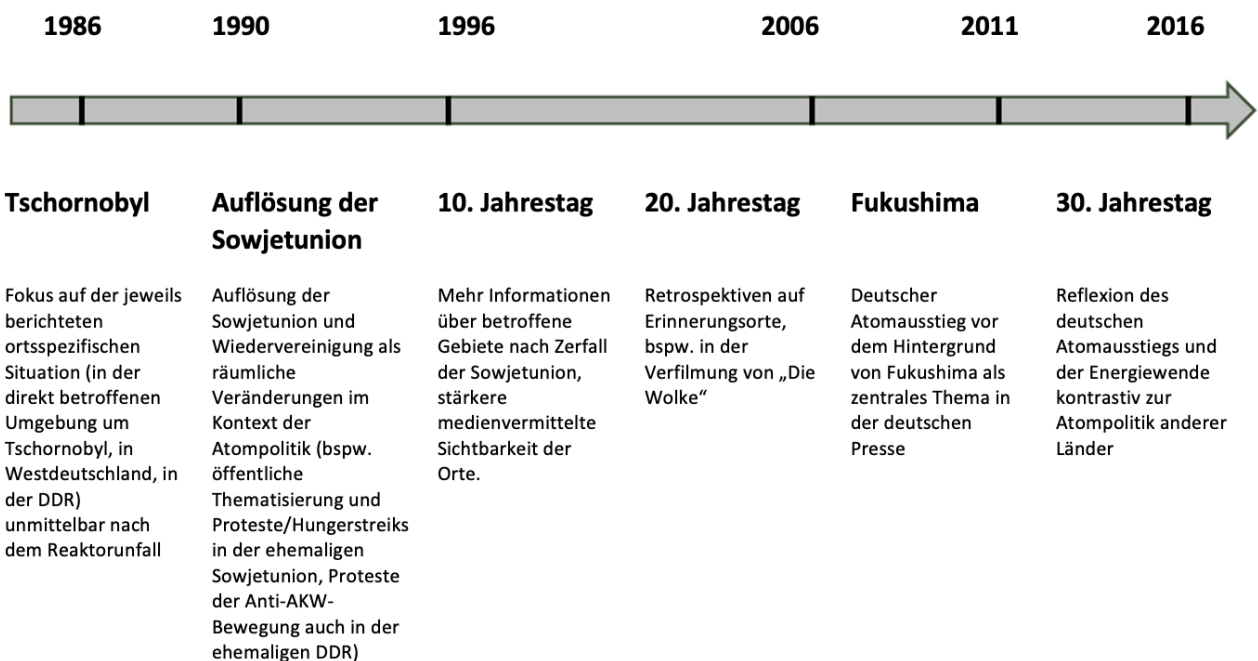 1986
1990
1996
2006
2011
2016
Tschornobyl
Auflösung der
Sowjetunion
10. Jahrestag
20. Jahrestag
Fukushima
30. Jahrestag
Fokus auf der jeweils
berichteten
ortsspezifischen
Situation (in der
direkt betroffenen
Umgebung um
Tschornobyl, in
Westdeutschland, in
der DDR)
unmittelbar nach
dem Reaktorunfall
Auflösung der
Sowjetunion und
Wiedervereinigung als
räumliche
Veränderungen im
Kontext der
Atompolitik (bspw.
öffentliche
Thematisierung und
Proteste/Hungerstreiks
in der ehemaligen
Sowjetunion, Proteste
der Anti-AKW-
Bewegung auch in der
ehemaligen DDR)
Mehr Informationen
über betroffene
Gebiete nach Zerfall
der Sowjetunion,
stärkere
medienvermittelte
Sichtbarkeit der
Orte.
Retrospektiven auf
Erinnerungsorte,
bspw. in der
Verfilmung von „Die
Wolke“
Deutscher
Atomausstieg vor
dem Hintergrund
von Fukushima als
zentrales Thema in
der deutschen
Presse
Reflexion des
deutschen
Atomausstiegs und
der Energiewende
kontrastiv zur
Atompolitik anderer
Länder